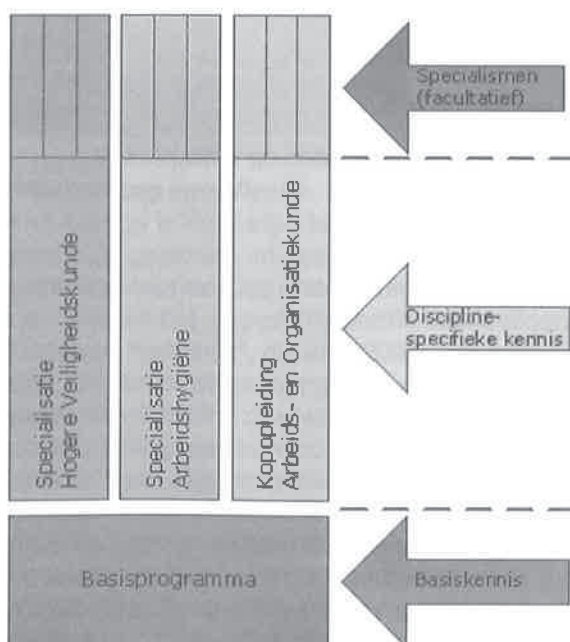 Specialismen
(facultatief)
Specialisatie
Hogere Veiligheidskunde
Specialisatie
Arbeidshygiëne
Kopopleiding
Arbeids- en Organisatiekunde
Discipline-
specifieke kennis
Basisprogramma
Basiskennis